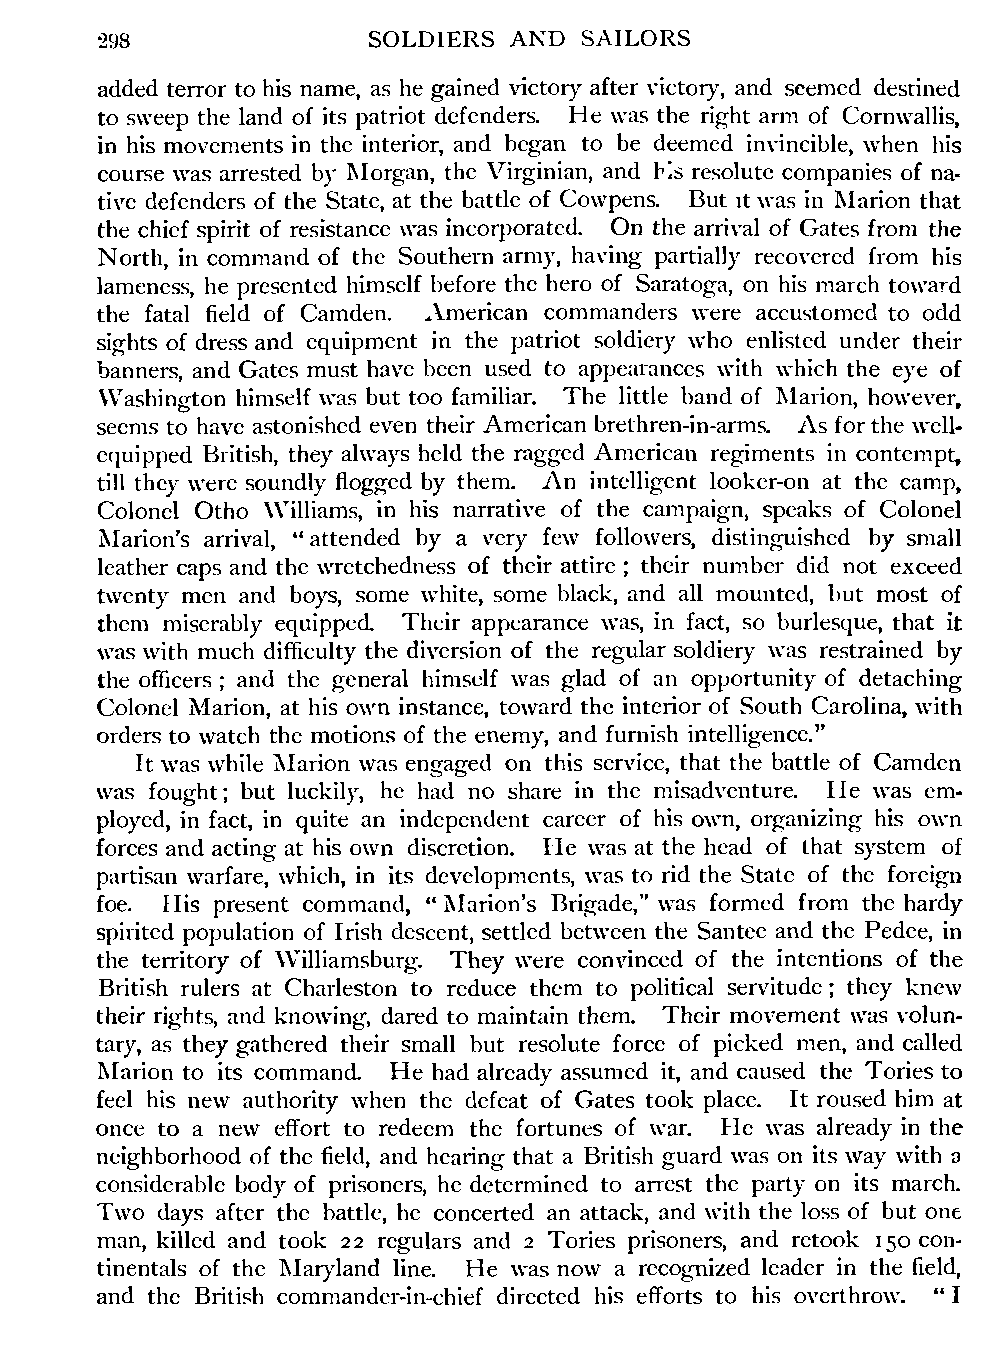 298 SOLDIERS AND SAILORS
added terror to his name, as he gained victory after victory, and seemed destined
to sweep the land of its patriot defenders. He was the right arm of Cornwallis,
in his movements in the interior, and began to be deemed invincible, when his
course was arrested by Morgan, the Virginian, and his resolute companies of na-
tive defenders of the State, at the battle of Cowpens. But it was in Marion that
the chief spirit of resistance was incorporated. On the arrival of Gates from the
North, in command of the Southern army, having partially recovered from his
lameness, he presented himself before the hero of Saratoga, on his march toward
the fatal field of Camden. American commanders were accustomed to odd
sights of dress and equipment in the patriot soldiery who enlisted under their
banners, and Gates must have been used to appearances with which the eye of
Washington himself was but too familiar. The little band of Marion, however,
seems to have astonished even their American brethren-in-arms. As for the well-
equipped British, they always held the ragged American regiments in contempt,
till they were soundly flogged by them. An intelligent looker-on at the camp,
Colonel Otho Williams, in his narrative of the campaign, speaks of Colonel
Marion's arrival, "attended by a very few followers, distinguished by small
leather caps and the wretchedness of their attire; their number did not exceed
twenty men and boys, some white, some black, and all mounted, but most of
them miserably equipped. Their appearance was, in fact, so burlesque, that it
was with much difficulty the diversion of the regular soldiery was restrained by
the officers; and the general himself was glad of an opportunity of detaching
Colonel Marion, at his own instance, toward the interior of South Carolina, with
orders to watch the motions of the enemy, and furnish intelligence."
It was while Marion was engaged on this service, that the battle of Camden
was fought; but luckily, he had no share in the misadventure. He was em-
ployed, in fact, in quite an independent career of his own, organizing his own
forces and acting at his own discretion. He was at the head of that system of
partisan warfare, which, in its developments, was to rid the State of the foreign
foe. His present command, "Marion's Brigade," was formed from the hardy
spirited population of Irish descent, settled between the Santee and the Pedee, in
the territory of Williamsburg. They were convinced of the intentions of the
British rulers at Charleston to reduce them to political servitude; they knew
their rights, and knowing, dared to maintain them. Their movement was volun-
tary, as they gathered their small but resolute force of picked men, and called
Marion to its command. He had already assumed it, and caused the Tories to
feel his new authority when the defeat of Gates took place. It roused him at
once to a new effort to redeem the fortunes of war. He was already in the
neighborhood of the field, and hearing that a British guard was on its way with a
considerable body of prisoners, he determined to arrest the party on its march.
Two days after the battle, he concerted an attack, and with the loss of but one
man, killed and took 22 regulars and 2 Tories prisoners, and retook 150 con-
tinentals of the Maryland line. He was now a recognized leader in the field,
and the British commander-in-chief directed his efforts to his overthrow. "I